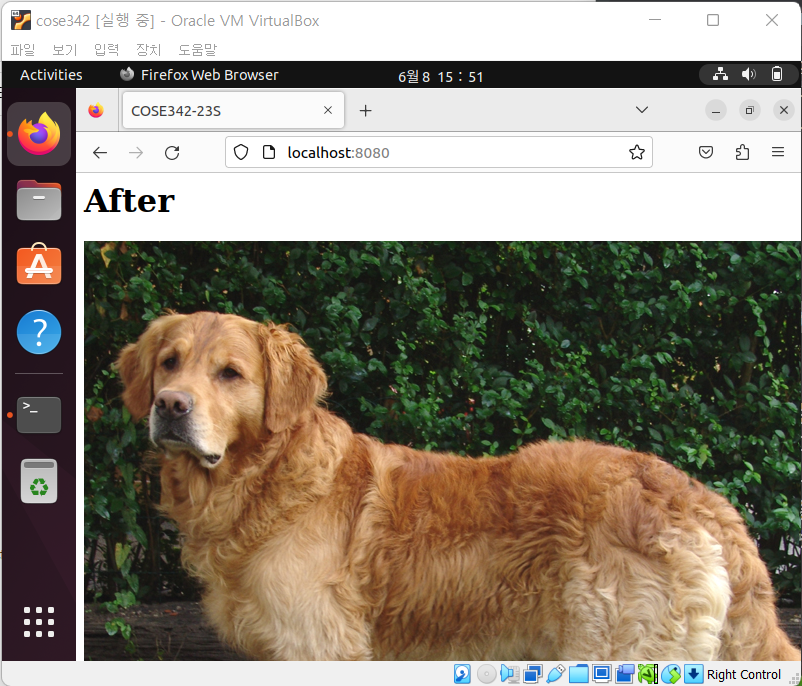 cose342 [실행 중] - Oracle VM VirtualBox
파일 보기 입력 장치 도움말
Activities Firefox Web Browser 6월 8 15 : 51
COSE342-23S
localhost:8080
After
Right Control